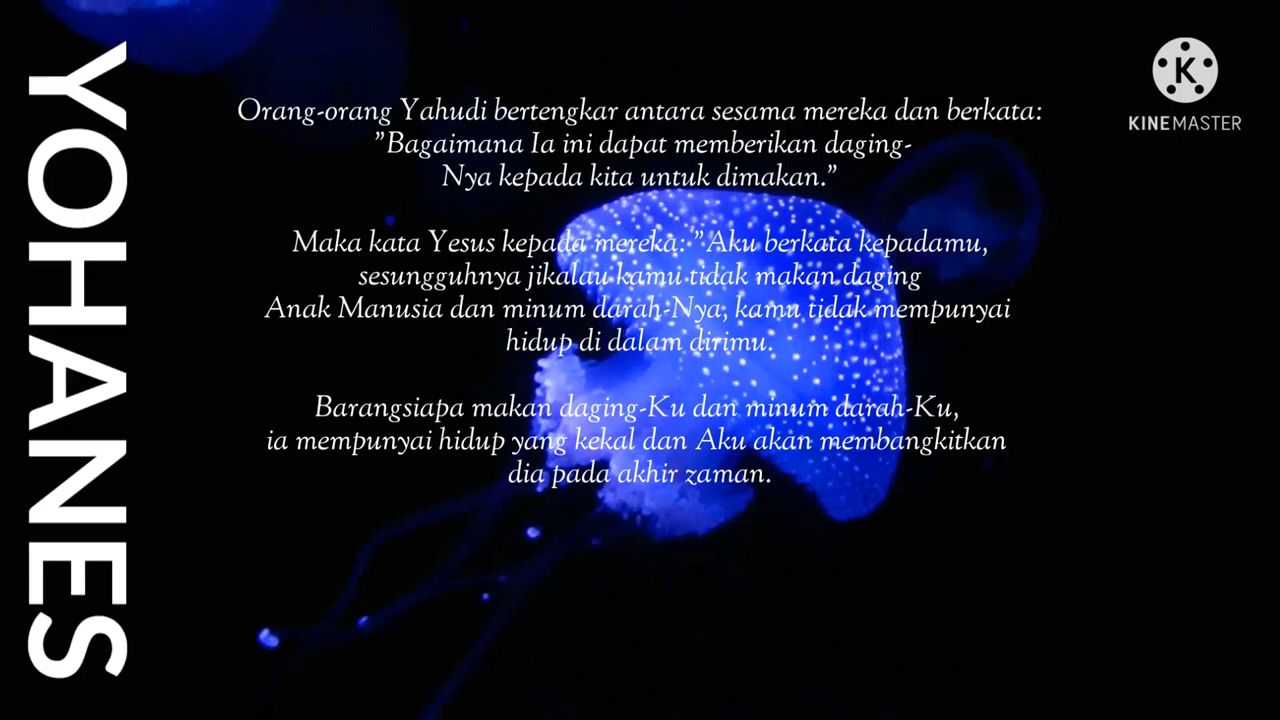 YOHANES
Orang-orang Yahudi bertengkar antara sesama mereka dan berkata:
"Bagaimana Ia ini dapat memberikan daging-
Nya kepada kita untuk dimakan."
Maka kata Yesus kepada mereka: "Aku berkata kepadamu,
sesungguhnya jikalau kamu tidak makan daging
Anak Manusia dan minum darah-Nya, kamu tidak mempunyai
hidup di dalam dirimu.
Barangsiapa makan daging-Ku dan minum darah-Ku,
ia mempunyai hidup yang kekal dan Aku akan membangkitkan
dia pada akhir zaman.
K
KINEMASTER